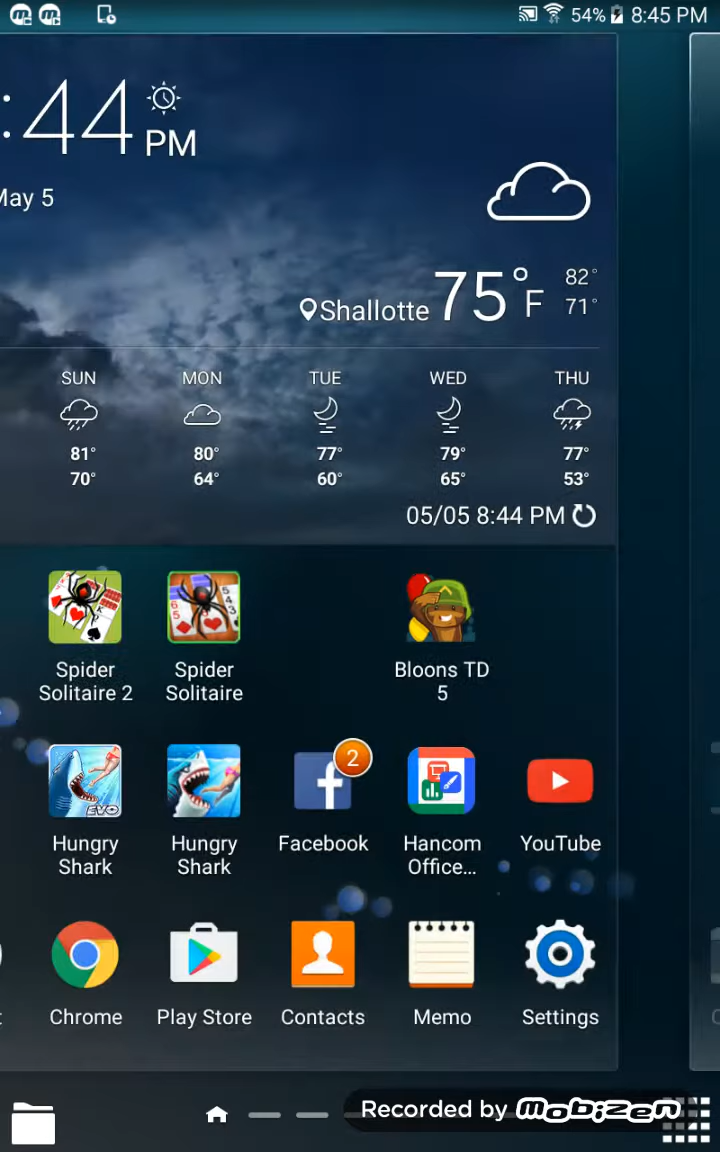 54% 8:45 PM
:44 PM
May 5
Shallotte 75°F 82° 71°
SUN MON TUE WED THU
81° 80° 77° 79° 77°
70° 64° 60° 65° 53°
05/05 8:44 PM
Spider Solitaire 2
Spider Solitaire
Bloons TD 5
2
EVO
Hungry Shark
Hungry Shark
Facebook
Hancom Office...
YouTube
Chrome
Play Store
Contacts
Memo
Settings
Recorded by mobizen